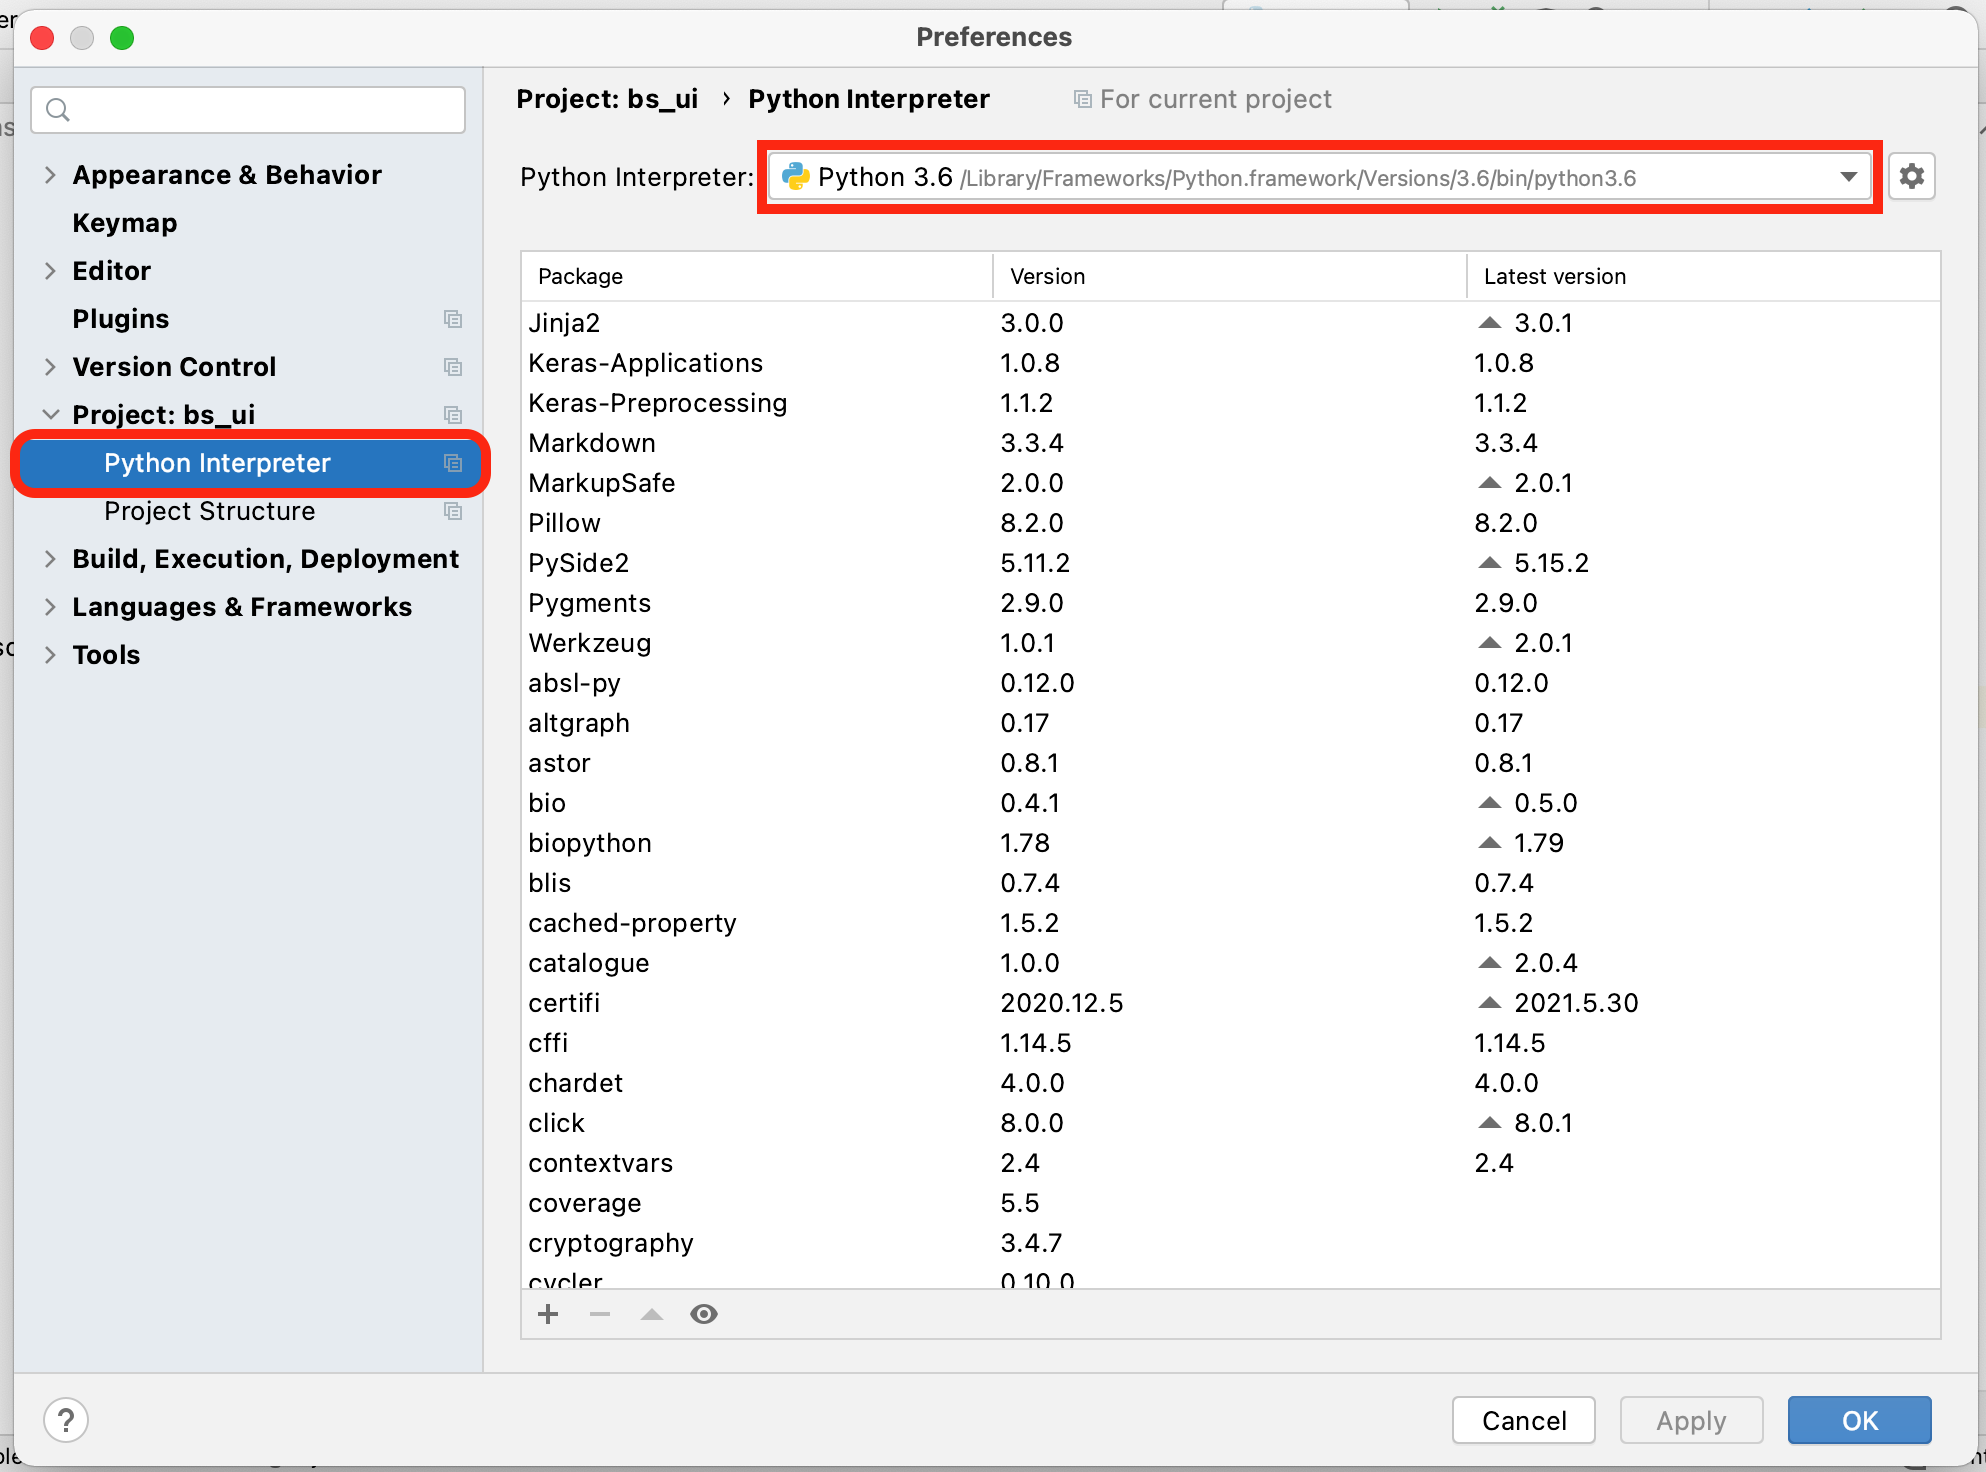 Preferences
Project: bs_ui › Python Interpreter For current project
Python Interpreter: Python 3.6 /Library/Frameworks/Python.framework/Versions/3.6/bin/python3.6
Appearance & Behavior
Keymap
Editor
Plugins
Version Control
Project: bs_ui
Python Interpreter
Project Structure
Build, Execution, Deployment
Languages & Frameworks
Tools
Package Version Latest version
Jinja2 3.0.0 3.0.1
Keras-Applications 1.0.8 1.0.8
Keras-Preprocessing 1.1.2 1.1.2
Markdown 3.3.4 3.3.4
MarkupSafe 2.0.0 2.0.1
Pillow 8.2.0 8.2.0
PySide2 5.11.2 5.15.2
Pygments 2.9.0 2.9.0
Werkzeug 1.0.1 2.0.1
absl-py 0.12.0 0.12.0
altgraph 0.17 0.17
astor 0.8.1 0.8.1
bio 0.4.1 0.5.0
biopython 1.78 1.79
blis 0.7.4 0.7.4
cached-property 1.5.2 1.5.2
catalogue 1.0.0 2.0.4
certifi 2020.12.5 2021.5.30
cffi 1.14.5 1.14.5
chardet 4.0.0 4.0.0
click 8.0.0 8.0.1
contextvars 2.4 2.4
coverage 5.5
cryptography 3.4.7
cycler 0.10.0
? Cancel Apply OK